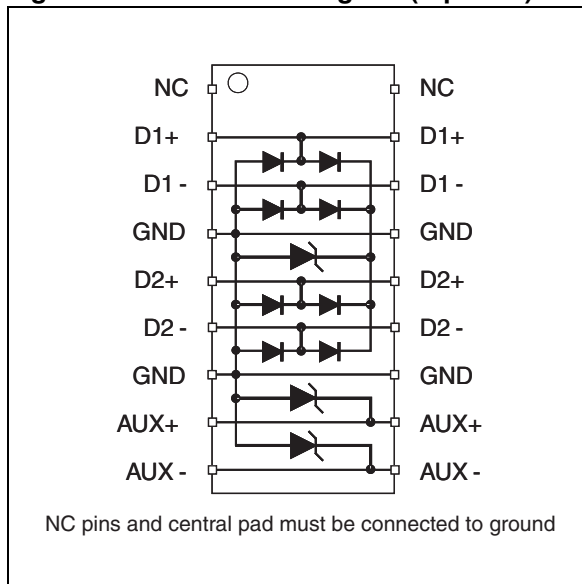 NC NC
D1+ D1+
D1 - D1 -
GND GND
D2+ D2+
D2 - D2 -
GND GND
AUX+ AUX+
AUX - AUX -
NC pins and central pad must be connected to ground